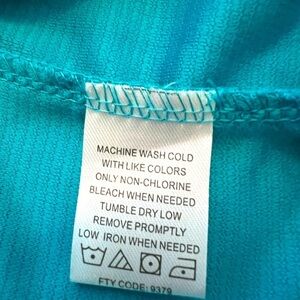 MACHINE WASH COLD
WITH LIKE COLORS
ONLY NON-CHLORINE
BLEACH WHEN NEEDED
TUMBLE DRY LOW
REMOVE PROMPTLY
LOW IRON WHEN NEEDED
FTY CODE: 9379